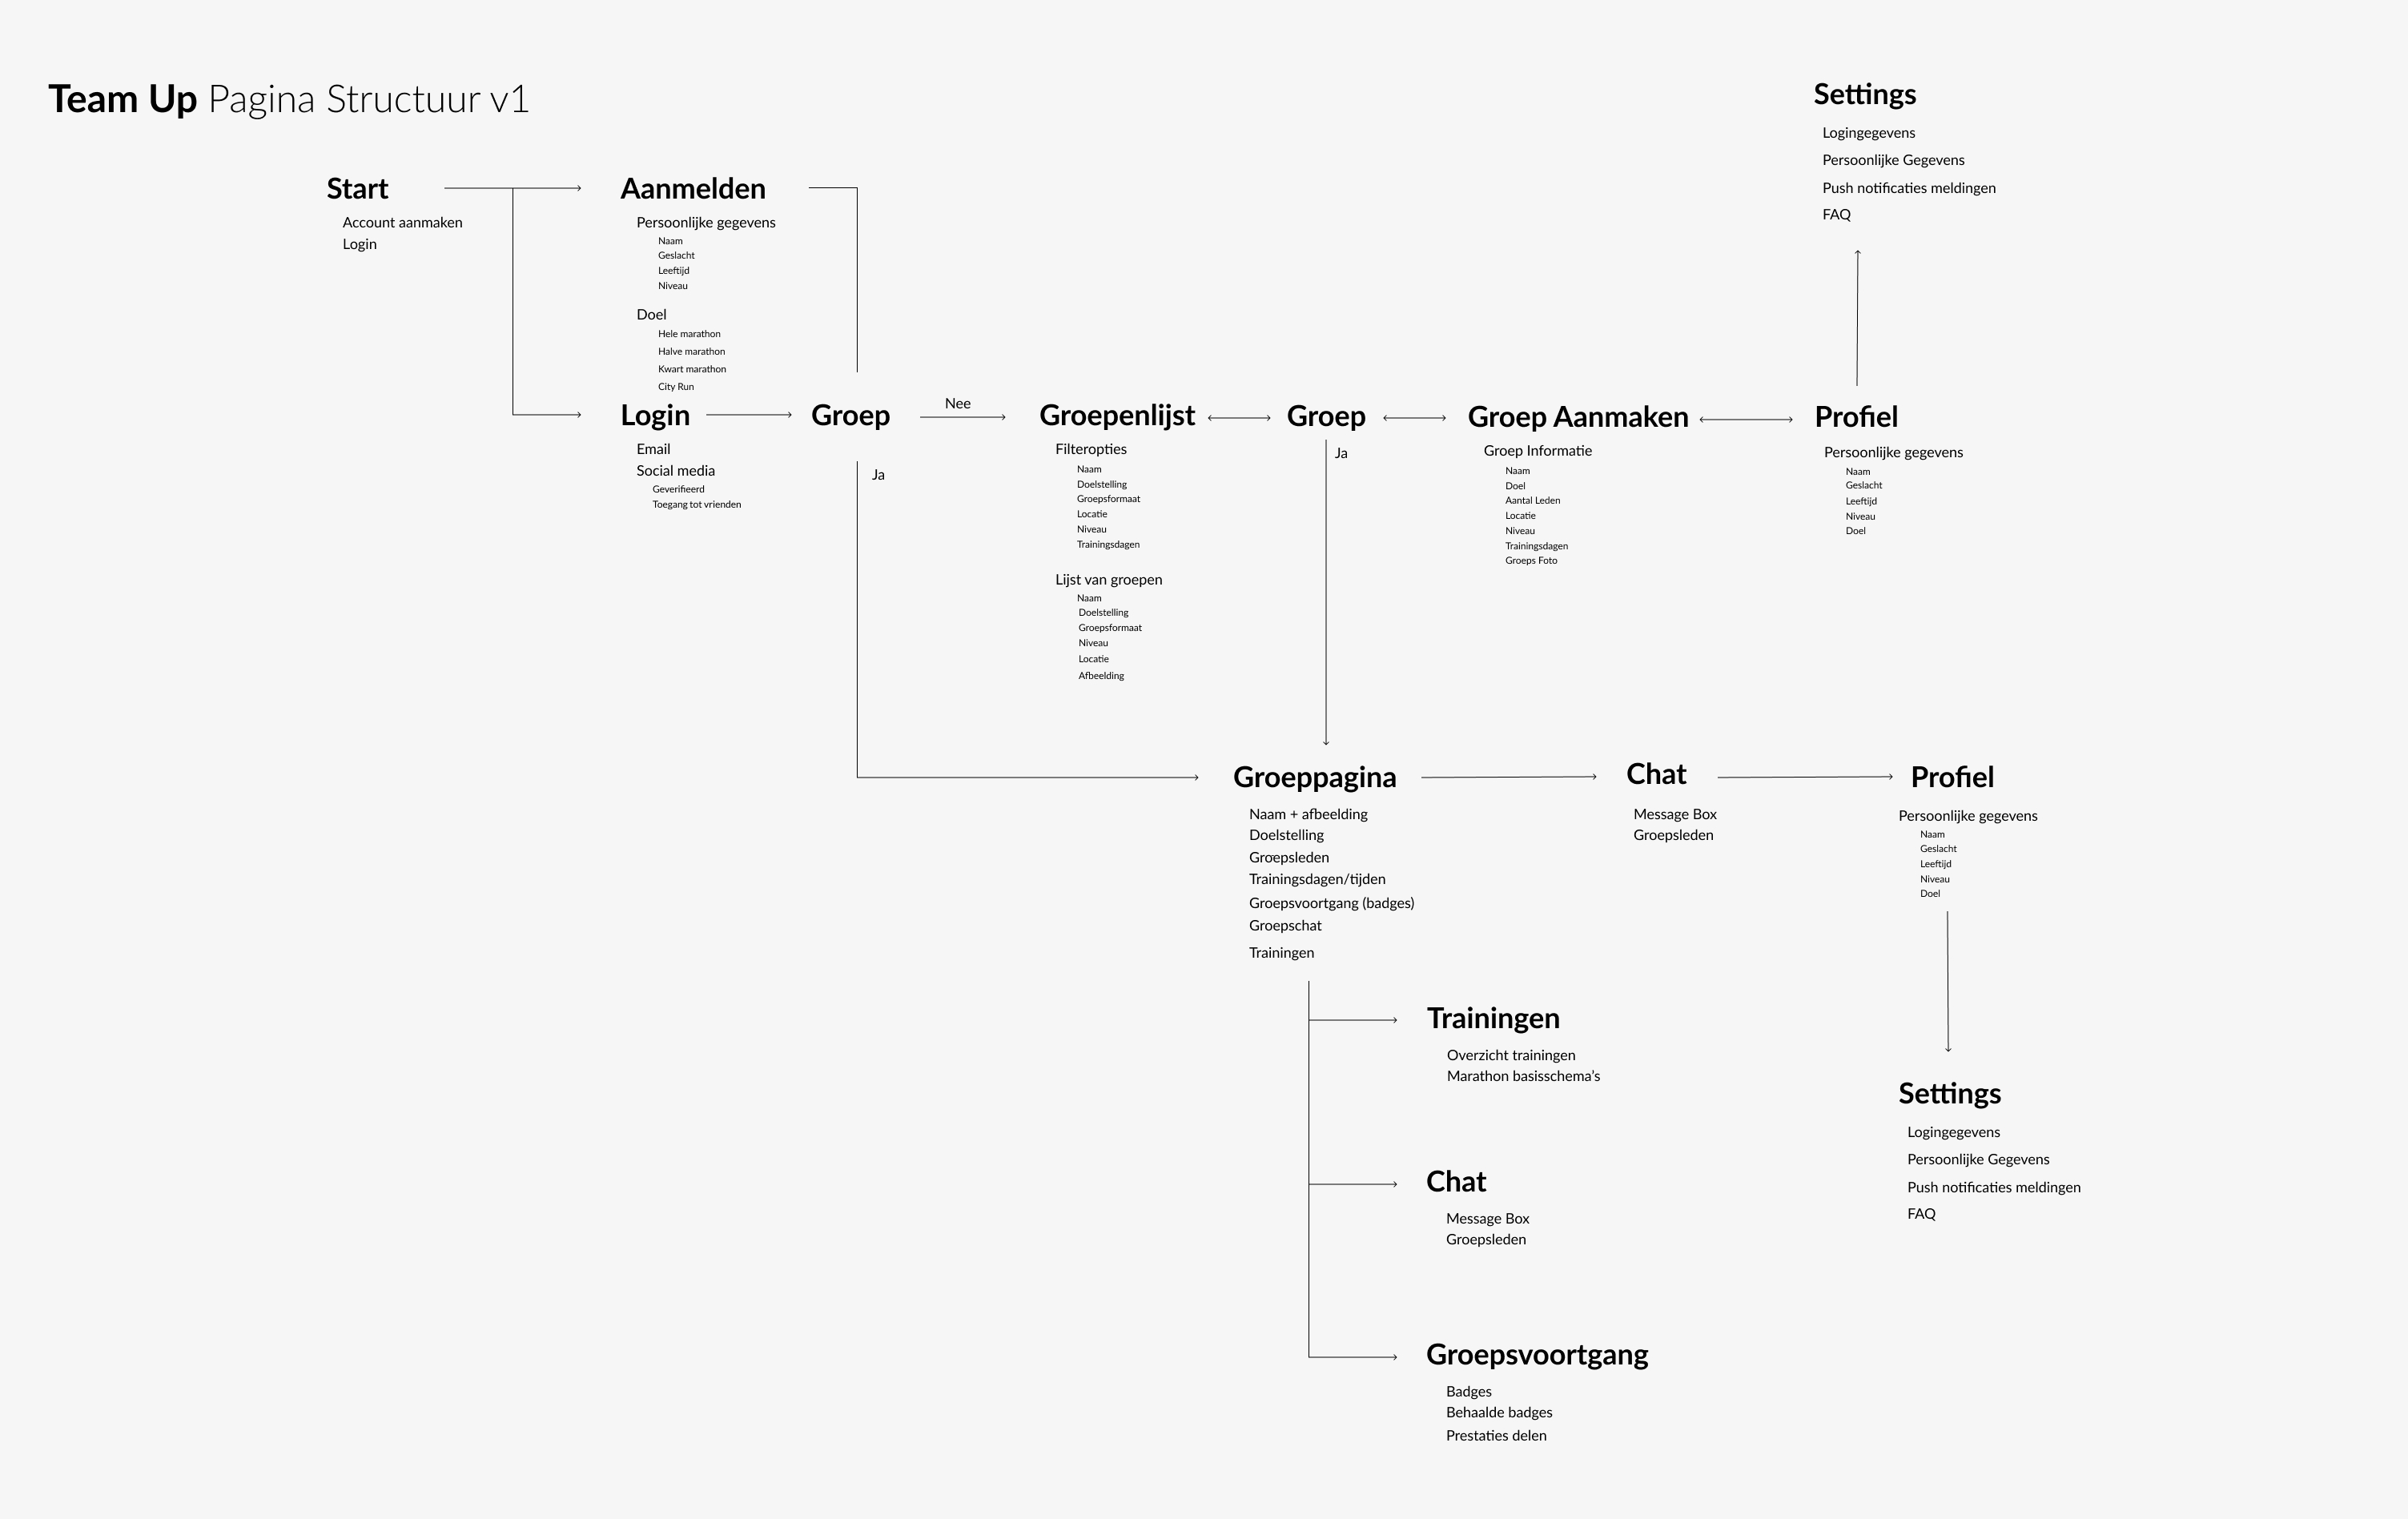 Team Up Pagina Structuur v1
Start
Account aanmaken
Login
Aanmelden
Persoonlijke gegevens
Naam
Geslacht
Leeftijd
Niveau
Doel
Hele marathon
Halve marathon
Kwart marathon
City Run
Settings
Logingegevens
Persoonlijke Gegevens
Push notificaties meldingen
FAQ
Login
Email
Social media
Geverifieerd
Toegang tot vrienden
Groep
Nee
Ja
Groepenlijst
Filteropties
Naam
Doelstelling
Groepsformaat
Locatie
Niveau
Trainingsdagen
Lijst van groepen
Naam
Doelstelling
Groepsformaat
Niveau
Locatie
Afbeelding
Groep
Ja
Groep Aanmaken
Groep Informatie
Naam
Doel
Aantal Leden
Locatie
Niveau
Trainingsdagen
Groeps Foto
Profiel
Persoonlijke gegevens
Naam
Geslacht
Leeftijd
Niveau
Doel
Groeppagina
Naam + afbeelding
Doelstelling
Groepsleden
Trainingsdagen/tijden
Groepsvoortgang (badges)
Groepschat
Trainingen
Chat
Message Box
Groepsleden
Profiel
Persoonlijke gegevens
Naam
Geslacht
Leeftijd
Niveau
Doel
Trainingen
Overzicht trainingen
Marathon basisschema's
Settings
Logingegevens
Persoonlijke Gegevens
Push notificaties meldingen
FAQ
Chat
Message Box
Groepsleden
Groepsvoortgang
Badges
Behaalde badges
Prestaties delen